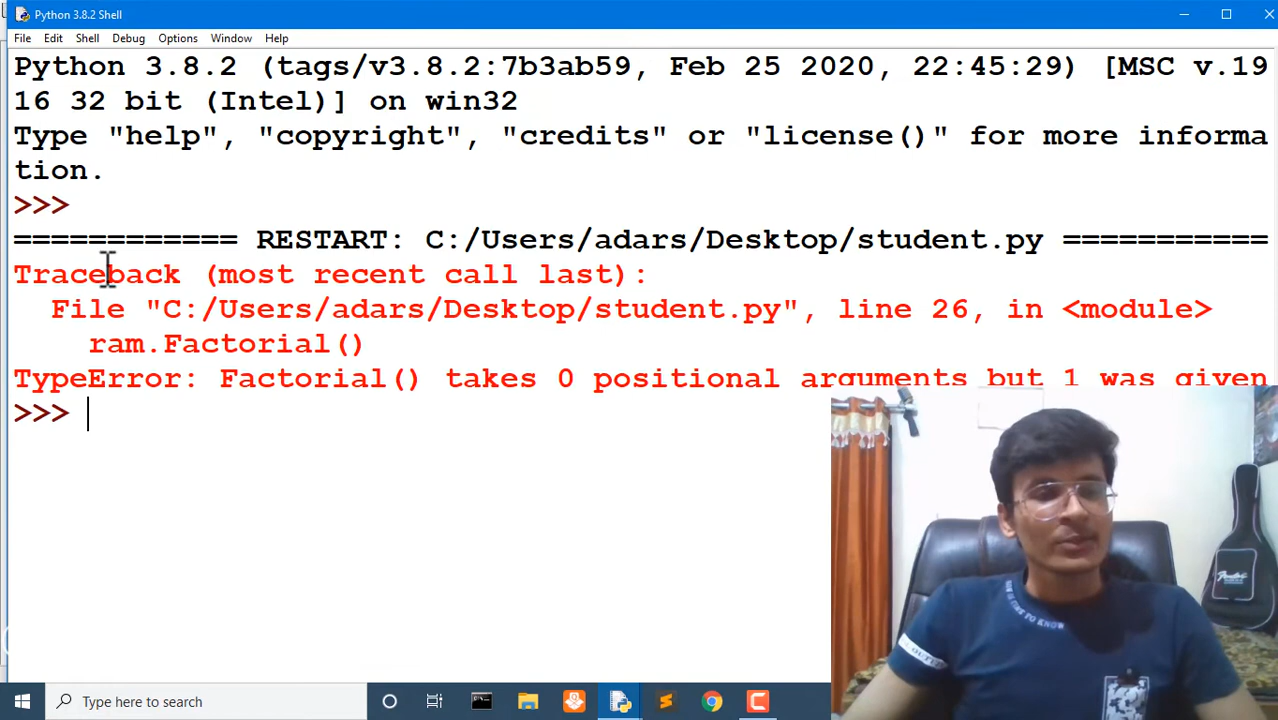 Python 3.8.2 Shell
File Edit Shell Debug Options Window Help
Python 3.8.2 (tags/v3.8.2:7b3ab59, Feb 25 2020, 22:45:29) [MSC v.19
16 32 bit (Intel)] on win32
Type "help", "copyright", "credits" or "license()" for more informa
tion.
>>>
============ RESTART: C:/Users/adars/Desktop/student.py ===========
Traceback (most recent call last):
  File "C:/Users/adars/Desktop/student.py", line 26, in <module>
    ram.Factorial()
TypeError: Factorial() takes 0 positional arguments but 1 was given
>>>
Type here to search